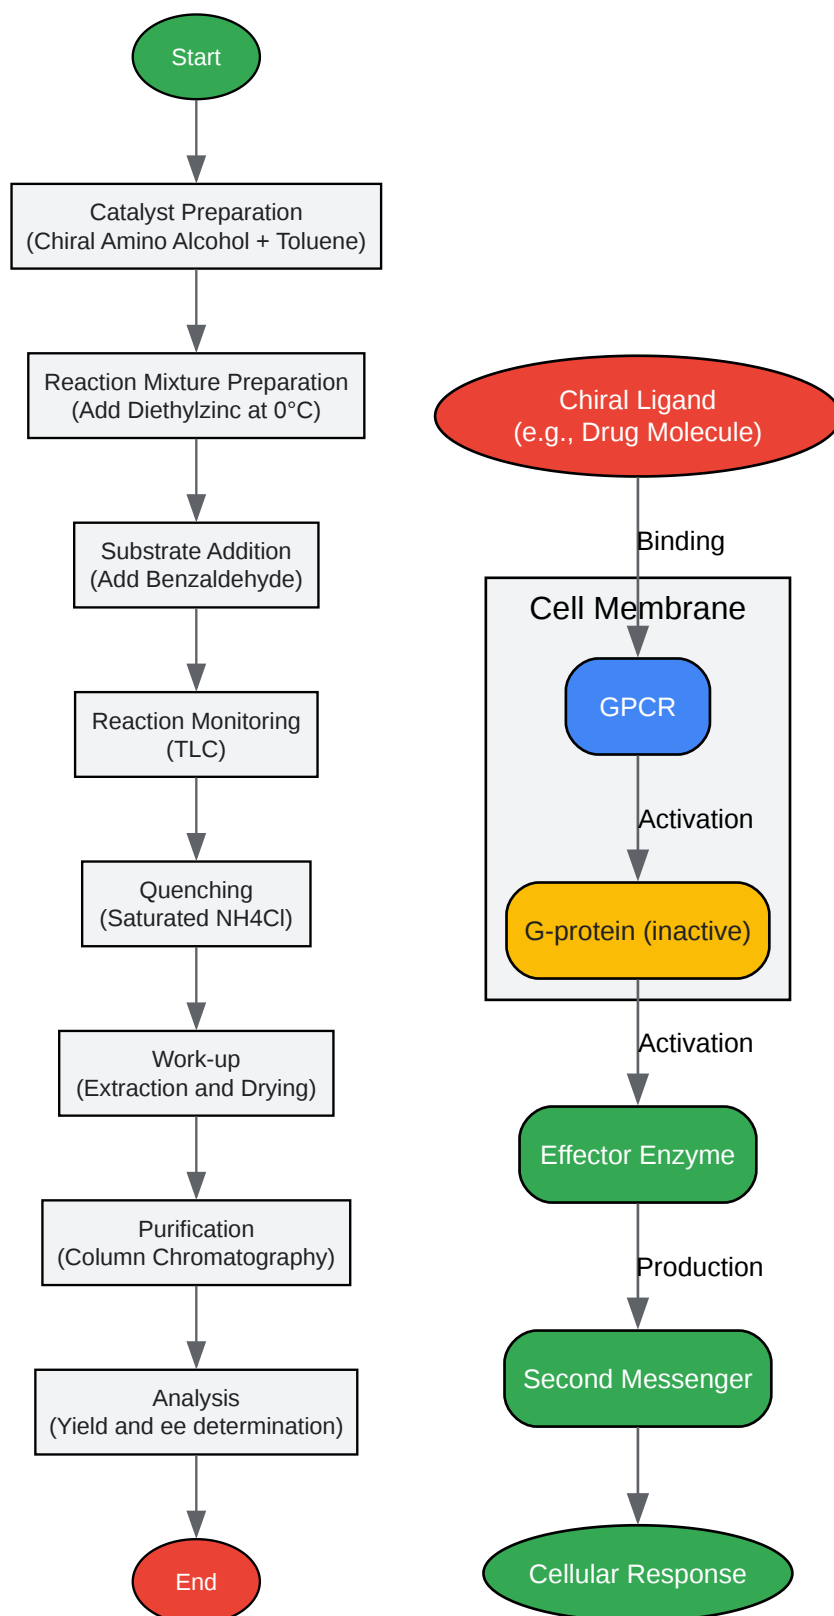 Start
Catalyst Preparation
(Chiral Amino Alcohol + Toluene)
Reaction Mixture Preparation
(Add Diethylzinc at 0°C)
Substrate Addition
(Add Benzaldehyde)
Reaction Monitoring
(TLC)
Quenching
(Saturated NH4Cl)
Work-up
(Extraction and Drying)
Purification
(Column Chromatography)
Analysis
(Yield and ee determination)
End
Chiral Ligand
(e.g., Drug Molecule)
Binding
Cell Membrane
GPCR
Activation
G-protein (inactive)
Activation
Effector Enzyme
Production
Second Messenger
Cellular Response